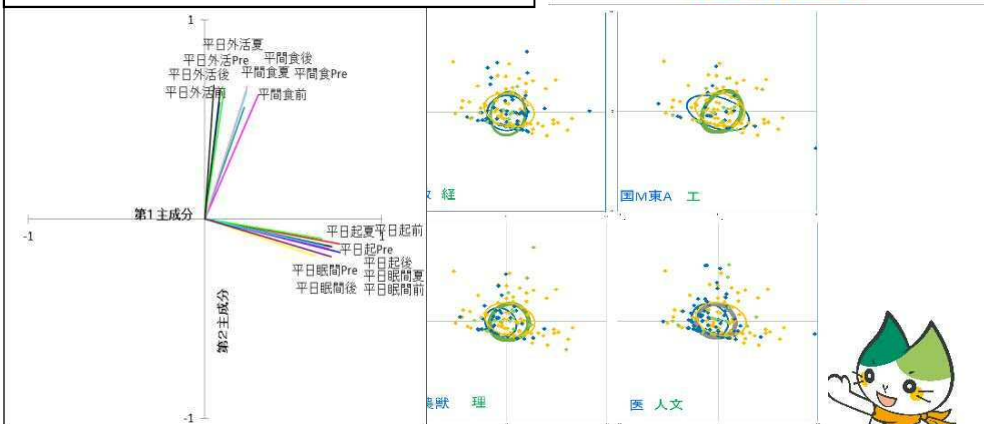 1
平日外活夏
平日外活Pre 平間食後
平日外活後 平間食夏 平間食Pre
平日外活前 平間食前
第1主成分
-1
1
平日起夏 平日起前
平日起Pre
平日起後
平日眠間Pre 平日眠間夏
平日眠間後 平日眠間前
第2主成分
-1
経
国M東A 工
獣 理
医 人文